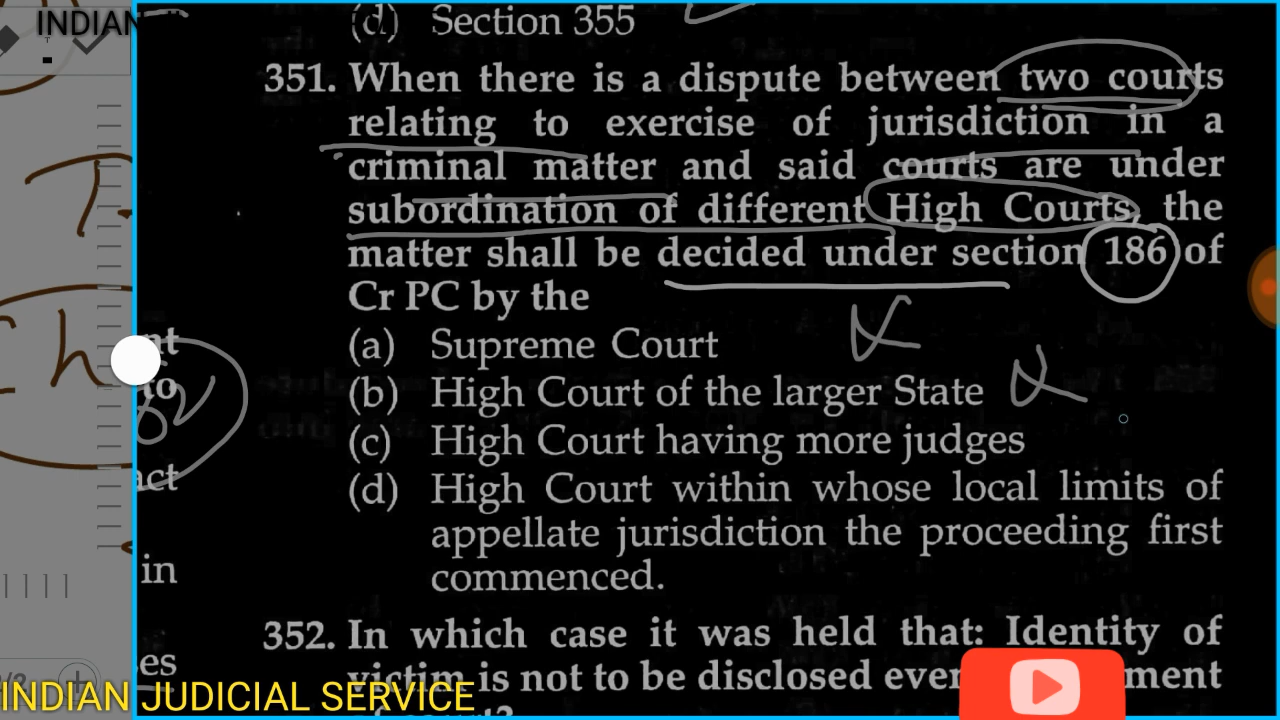 INDIAN
(d) Section 355
351. When there is a dispute between two courts
relating to exercise of jurisdiction in a
criminal matter and said courts are under
subordination of different High Courts, the
matter shall be decided under section 186 of
Cr PC by the
(a) Supreme Court
(b) High Court of the larger State
(c) High Court having more judges
(d) High Court within whose local limits of
appellate jurisdiction the proceeding first
commenced.
352. In which case it was held that: Identity of
victim is not to be disclosed even
ment
nt
to
act
in
es
T.
Ch
INDIAN JUDICIAL SERVICE